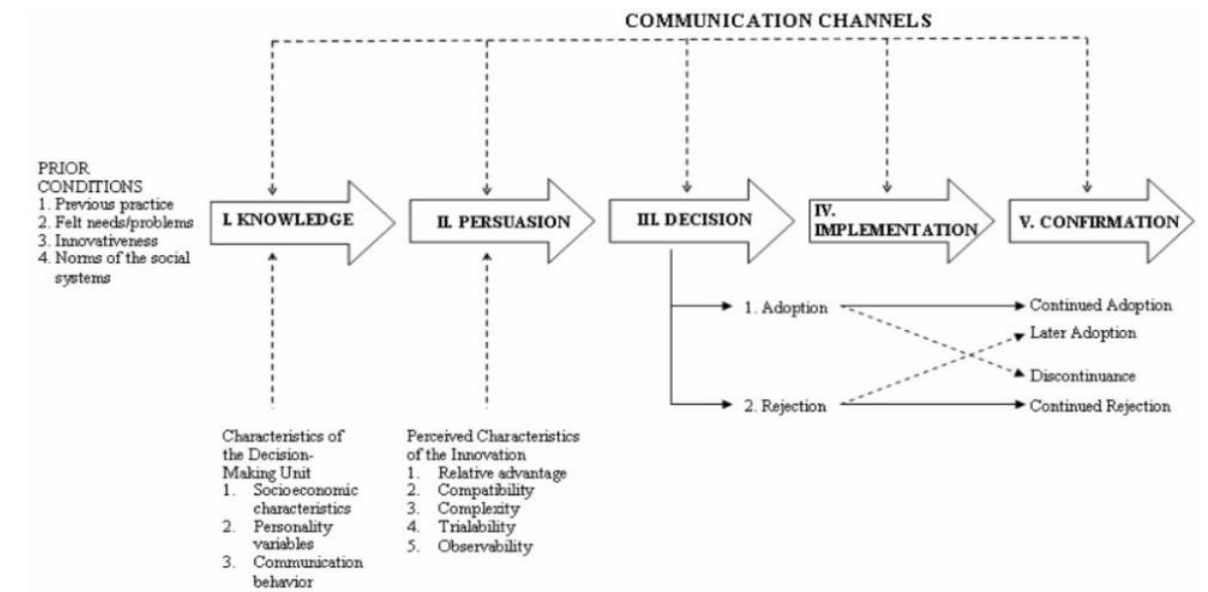 COMMUNICATION CHANNELS
PRIOR
CONDITIONS
1. Previous practice
2. Felt needs/problems
3. Innovativeness
4. Norms of the social
systems
I. KNOWLEDGE
II. PERSUASION
III. DECISION
IV.
IMPLEMENTATION
V. CONFIRMATION
1. Adoption
2. Rejection
Continued Adoption
Later Adoption
Discontinuance
Continued Rejection
Characteristics of
the Decision-
Making Unit
1. Socioeconomic
characteristics
2. Personality
variables
3. Communication
behavior
Perceived Characteristics
of the Innovation
1. Relative advantage
2. Compatibility
3. Complexity
4. Trialability
5. Observability